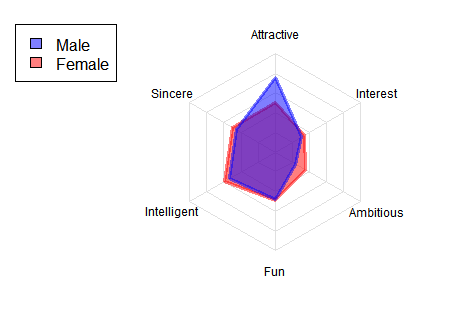 Male
Female
Attractive
Sincere
Interest
Intelligent
Ambitious
Fun